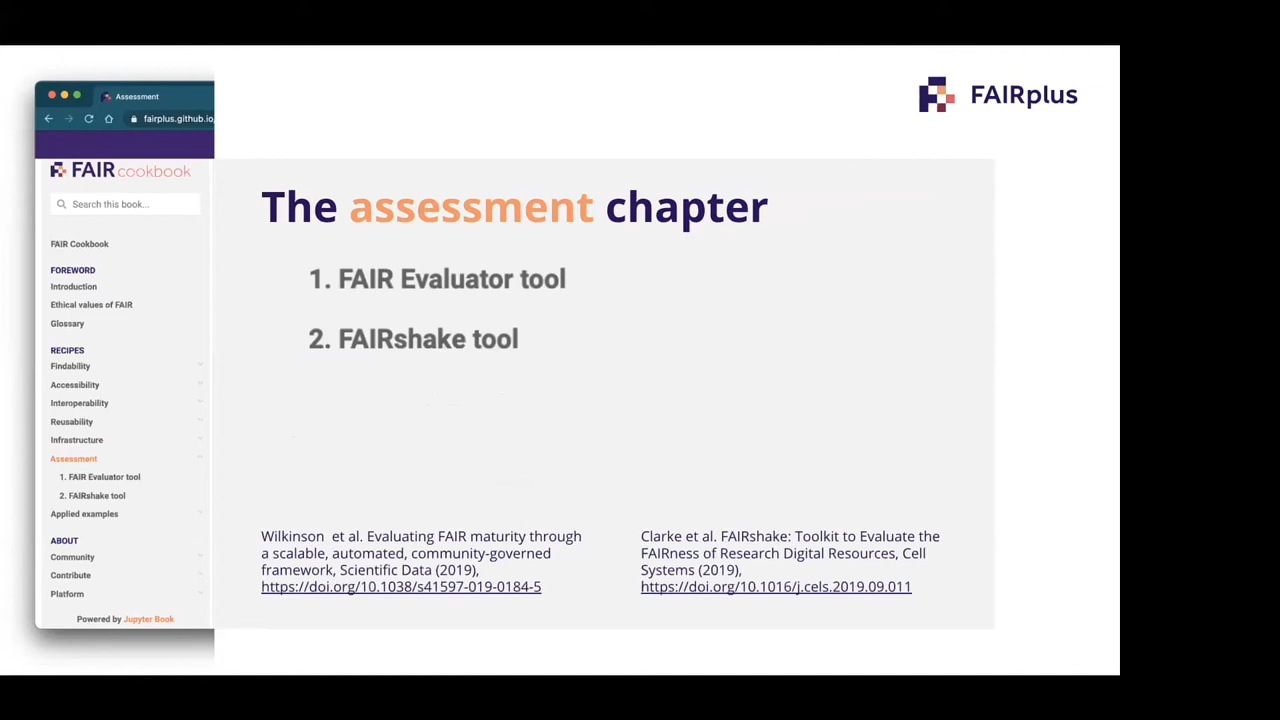 FAIRplus
Assessment
fairplus.github.io
FAIRcookbook
Search this book...
FAIR Cookbook
FOREWORD
Introduction
Ethical values of FAIR
Glossary
RECIPES
Findability
Accessibility
Interoperability
Reusability
Infrastructure
Assessment
1. FAIR Evaluator tool
2. FAIRshake tool
Applied examples
ABOUT
Community
Contribute
Platform
Powered by Jupyter Book
The assessment chapter
1. FAIR Evaluator tool
2. FAIRshake tool
Wilkinson et al. Evaluating FAIR maturity through
a scalable, automated, community-governed
framework, Scientific Data (2019),
https://doi.org/10.1038/s41597-019-0184-5
Clarke et al. FAIRshake: Toolkit to Evaluate the
FAIRness of Research Digital Resources, Cell
Systems (2019),
https://doi.org/10.1016/j.cels.2019.09.011